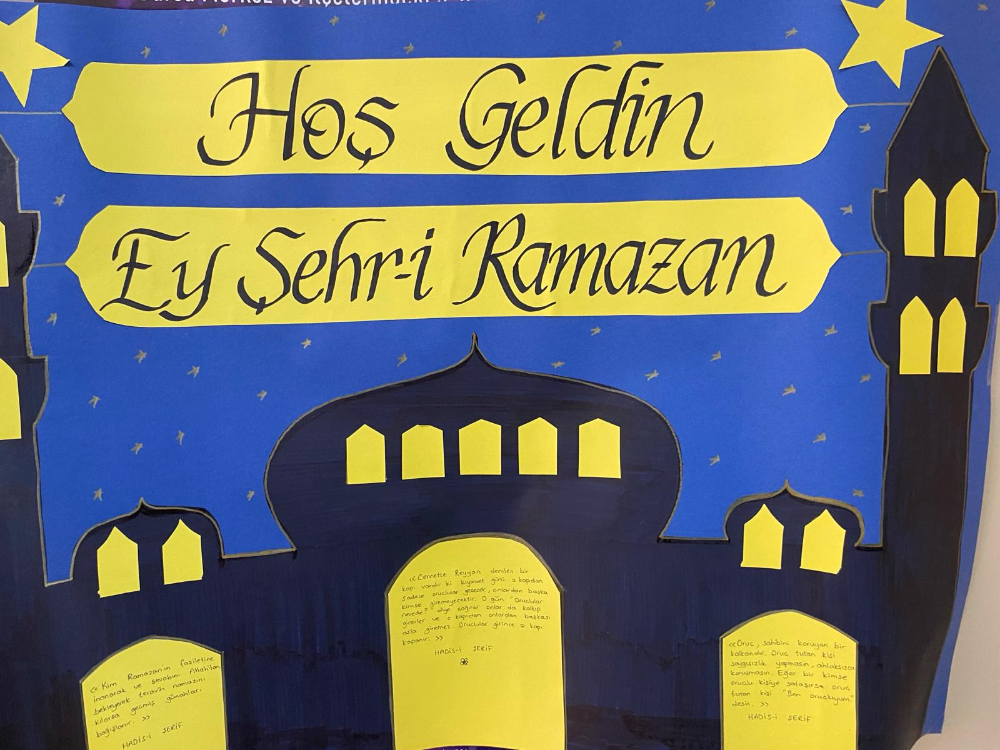 Hoş Geldin
Ey Şehr-i Ramazan
<<Cennette Reyyan denilen bir
kapı vardır ki kıyamet günü o kapıdan
sadece oruçlular geçecek, onlardan başka
kimse giremeyecektir. O gün "Oruçlular
nerede?" diye çağrılır onlar da kalkıp
girerler ve o kapıdan onlardan başkası
asla giremez. Oruçlular girince o kapı
kapanır. >>
HADİS-İ ŞERİF
<<Kim Ramazan'ın faziletine
inanarak ve sevabını Allah'tan
bekleyerek teravih namazını
kılarsa geçmiş günahları
bağışlanır. >>
HADİS-İ ŞERİF
<<Oruç, sahibini koruyan bir
kalkandır. Oruç tutan kişi
saygısızlık yapmasın, ahlaksızca
konuşmasın. Eğer bir kimse
oruçlu kişiye sataşırsa oruç
tutan kişi "Ben oruçluyum"
desin. >>
HADİS-İ ŞERİF